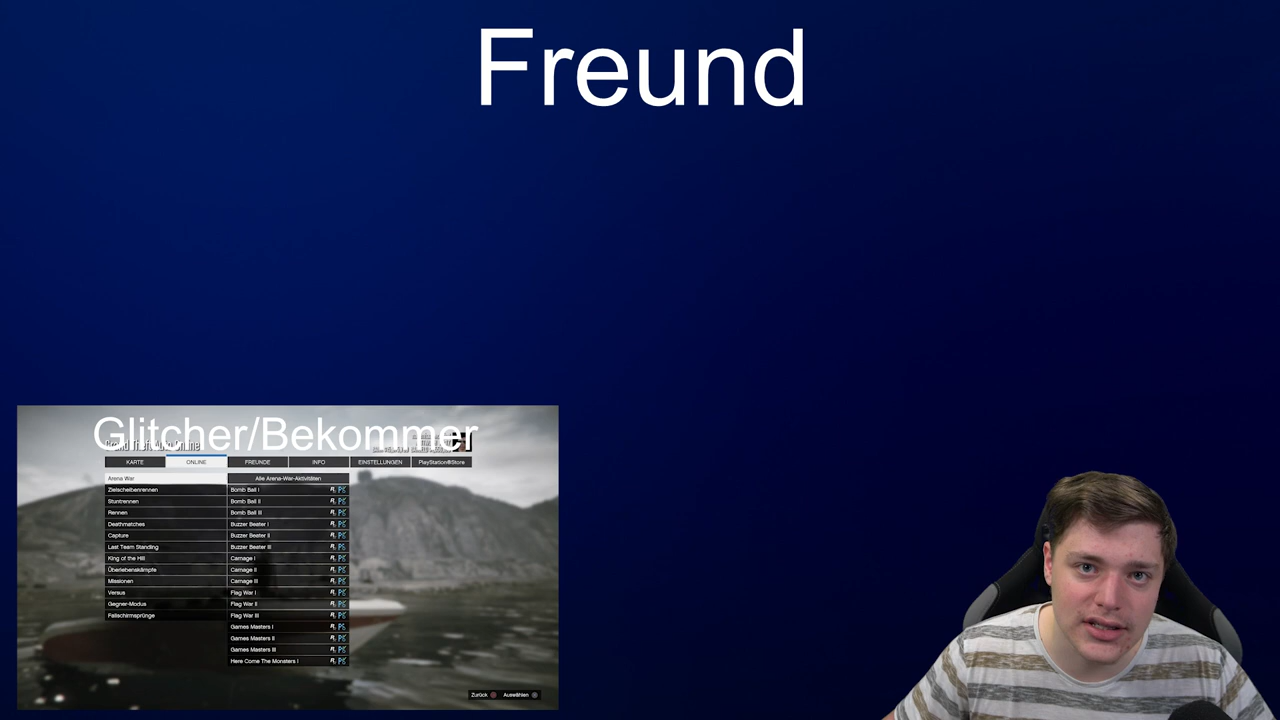 Freund
Glitcher/Bekommer
Grand Theft Auto Online
KARTE ONLINE FREUNDE INFO EINSTELLUNGEN PlayStation®Store
Arena War Alle Arena-War-Aktivitäten
Zielscheibenrennen Bomb Ball I
Stuntrennen Bomb Ball II
Rennen Bomb Ball III
Deathmatches Buzzer Beater I
Capture Buzzer Beater II
Last Team Standing Buzzer Beater III
King of the Hill Carnage I
Überlebenskämpfe Carnage II
Missionen Carnage III
Versus Flag War I
Gegner-Modus Flag War II
Fallschirmsprünge Flag War III
Games Masters I
Games Masters II
Games Masters III
Here Come The Monsters I
Zurück Auswählen